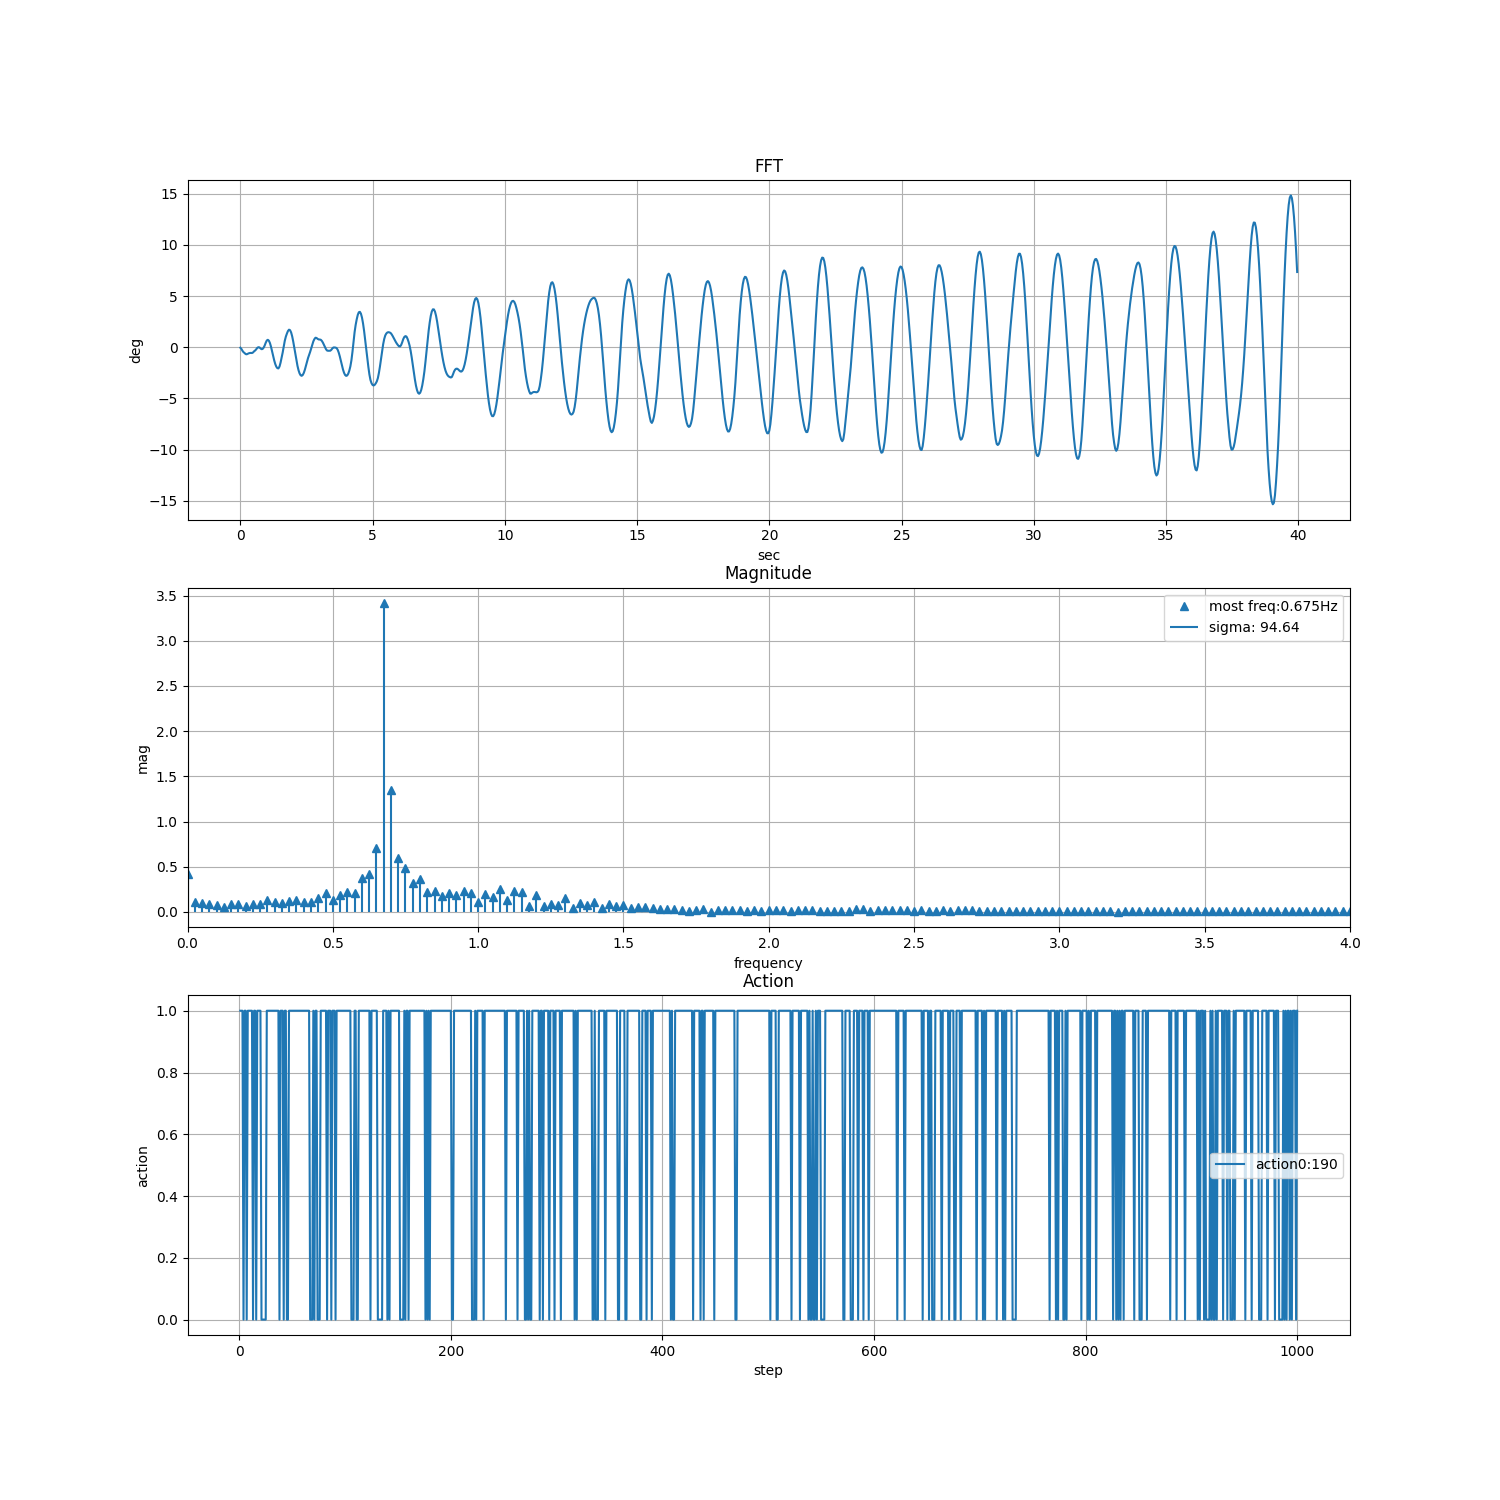 FFT
15
10
5
0
−5
−10
−15
deg
0 5 10 15 20 25 30 35 40
sec
Magnitude
3.5
3.0
2.5
2.0
1.5
1.0
0.5
0.0
mag
most freq:0.675Hz
sigma: 94.64
0.0 0.5 1.0 1.5 2.0 2.5 3.0 3.5 4.0
frequency
Action
1.0
0.8
0.6
0.4
0.2
0.0
action
action0:190
0 200 400 600 800 1000
step